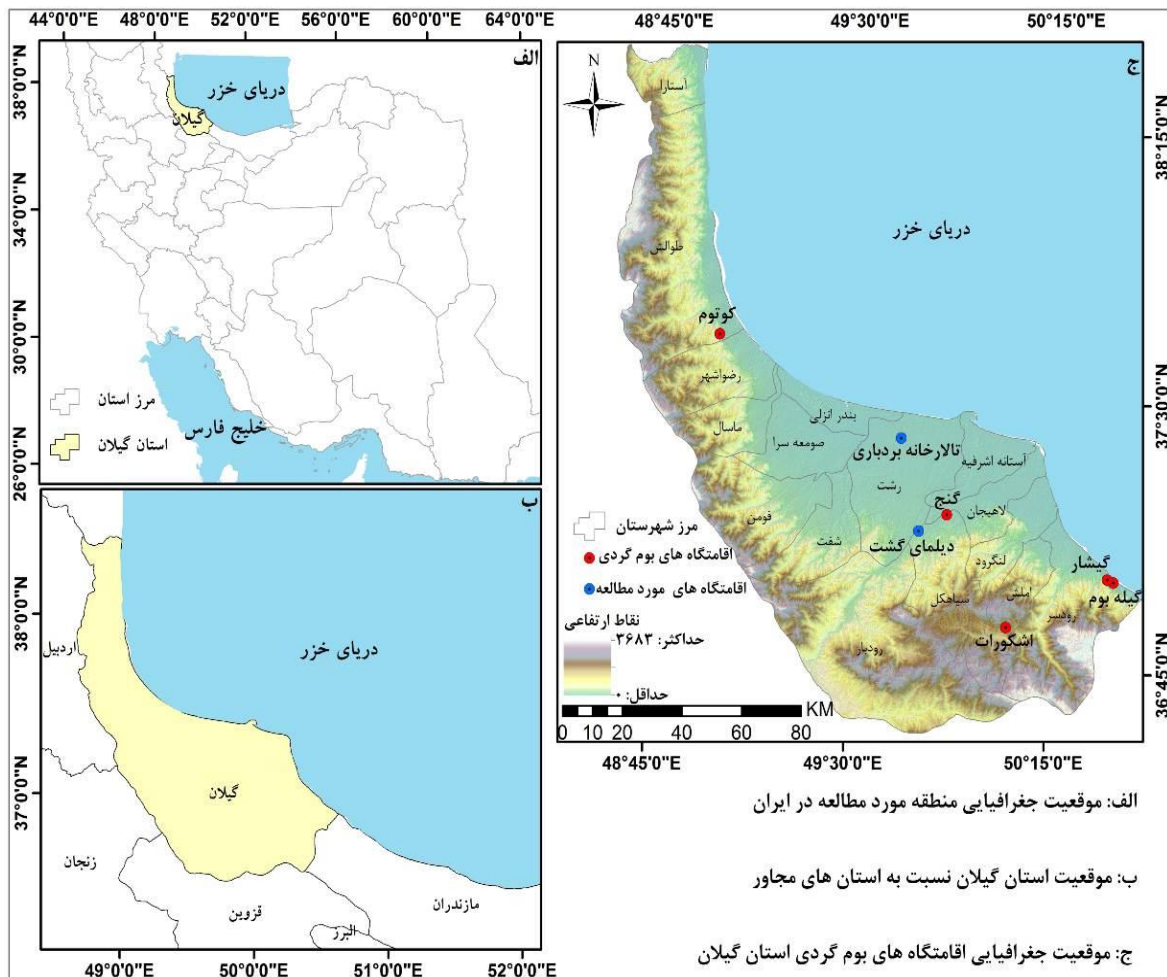 44°0'0"E 48°0'0"E 52°0'0"E 56°0'0"E 60°0'0"E 64°0'0"E
الف
38°0'0"N
34°0'0"N
30°0'0"N
26°0'0"N
دریای خزر
گیلان
خلیج فارس
مرز استان
استان گیلان
ب
38°0'0"N
37°0'0"N
دریای خزر
اردبیل
گیلان
زنجان
قزوین
البرز
مازندران
49°0'0"E 50°0'0"E 51°0'0"E 52°0'0"E
48°45'0"E 49°30'0"E 50°15'0"E
ج
N
38°15'0"N
37°30'0"N
36°45'0"N
آستارا
دریای خزر
طوالش
کوتوم
رضوانشهر
بندر انزلی
ماسال
صومعه سرا
تالارخانه بردباری
آستانه اشرفیه
رشت
گنج
لاهیجان
فومن
شفت
دیلمای گشت
لنگرود
گیشار
گیله بوم
املش
سیاهکل
رودسر
اشکورات
رودبار
مرز شهرستان
اقامتگاه های بوم گردی
اقامتگاه های مورد مطالعه
نقاط ارتفاعی
حداکثر: ۳۶۸۳
حداقل: ۰
0 10 20 40 60 80 KM
48°45'0"E 49°30'0"E 50°15'0"E
الف: موقعیت جغرافیایی منطقه مورد مطالعه در ایران
ب: موقعیت استان گیلان نسبت به استان های مجاور
ج: موقعیت جغرافیایی اقامتگاه های بوم گردی استان گیلان